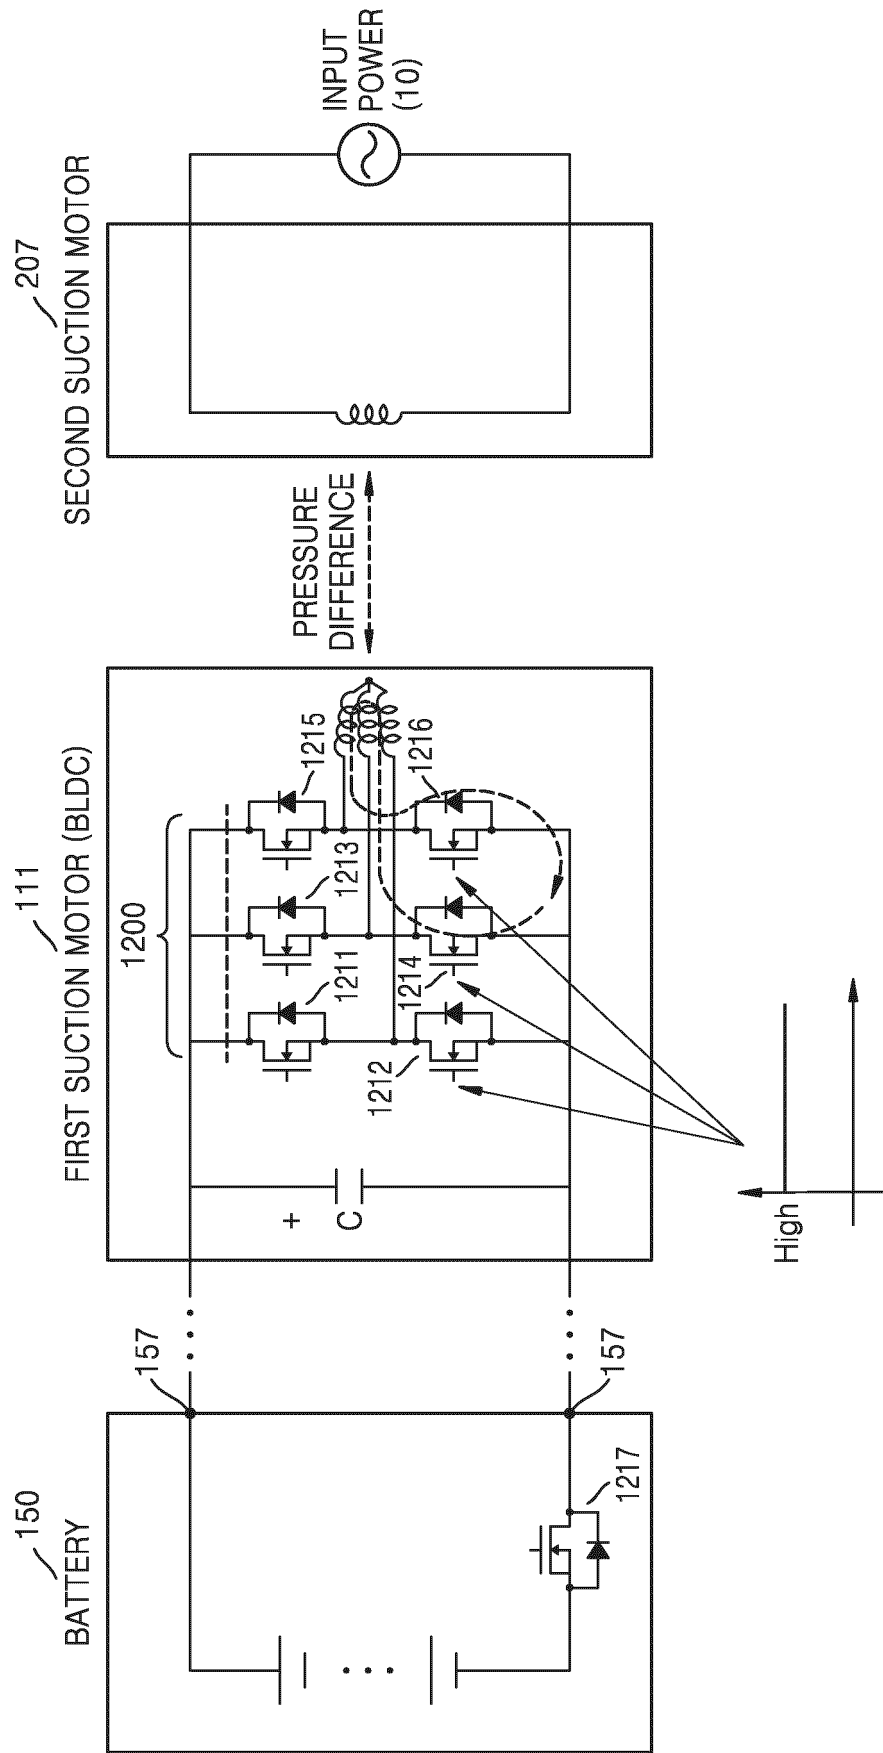 150
BATTERY
157
157
1217
111
FIRST SUCTION MOTOR (BLDC)
1200
+
C
1211
1212
1213
1214
1215
1216
High
PRESSURE
DIFFERENCE
207
SECOND SUCTION MOTOR
INPUT
POWER
(10)